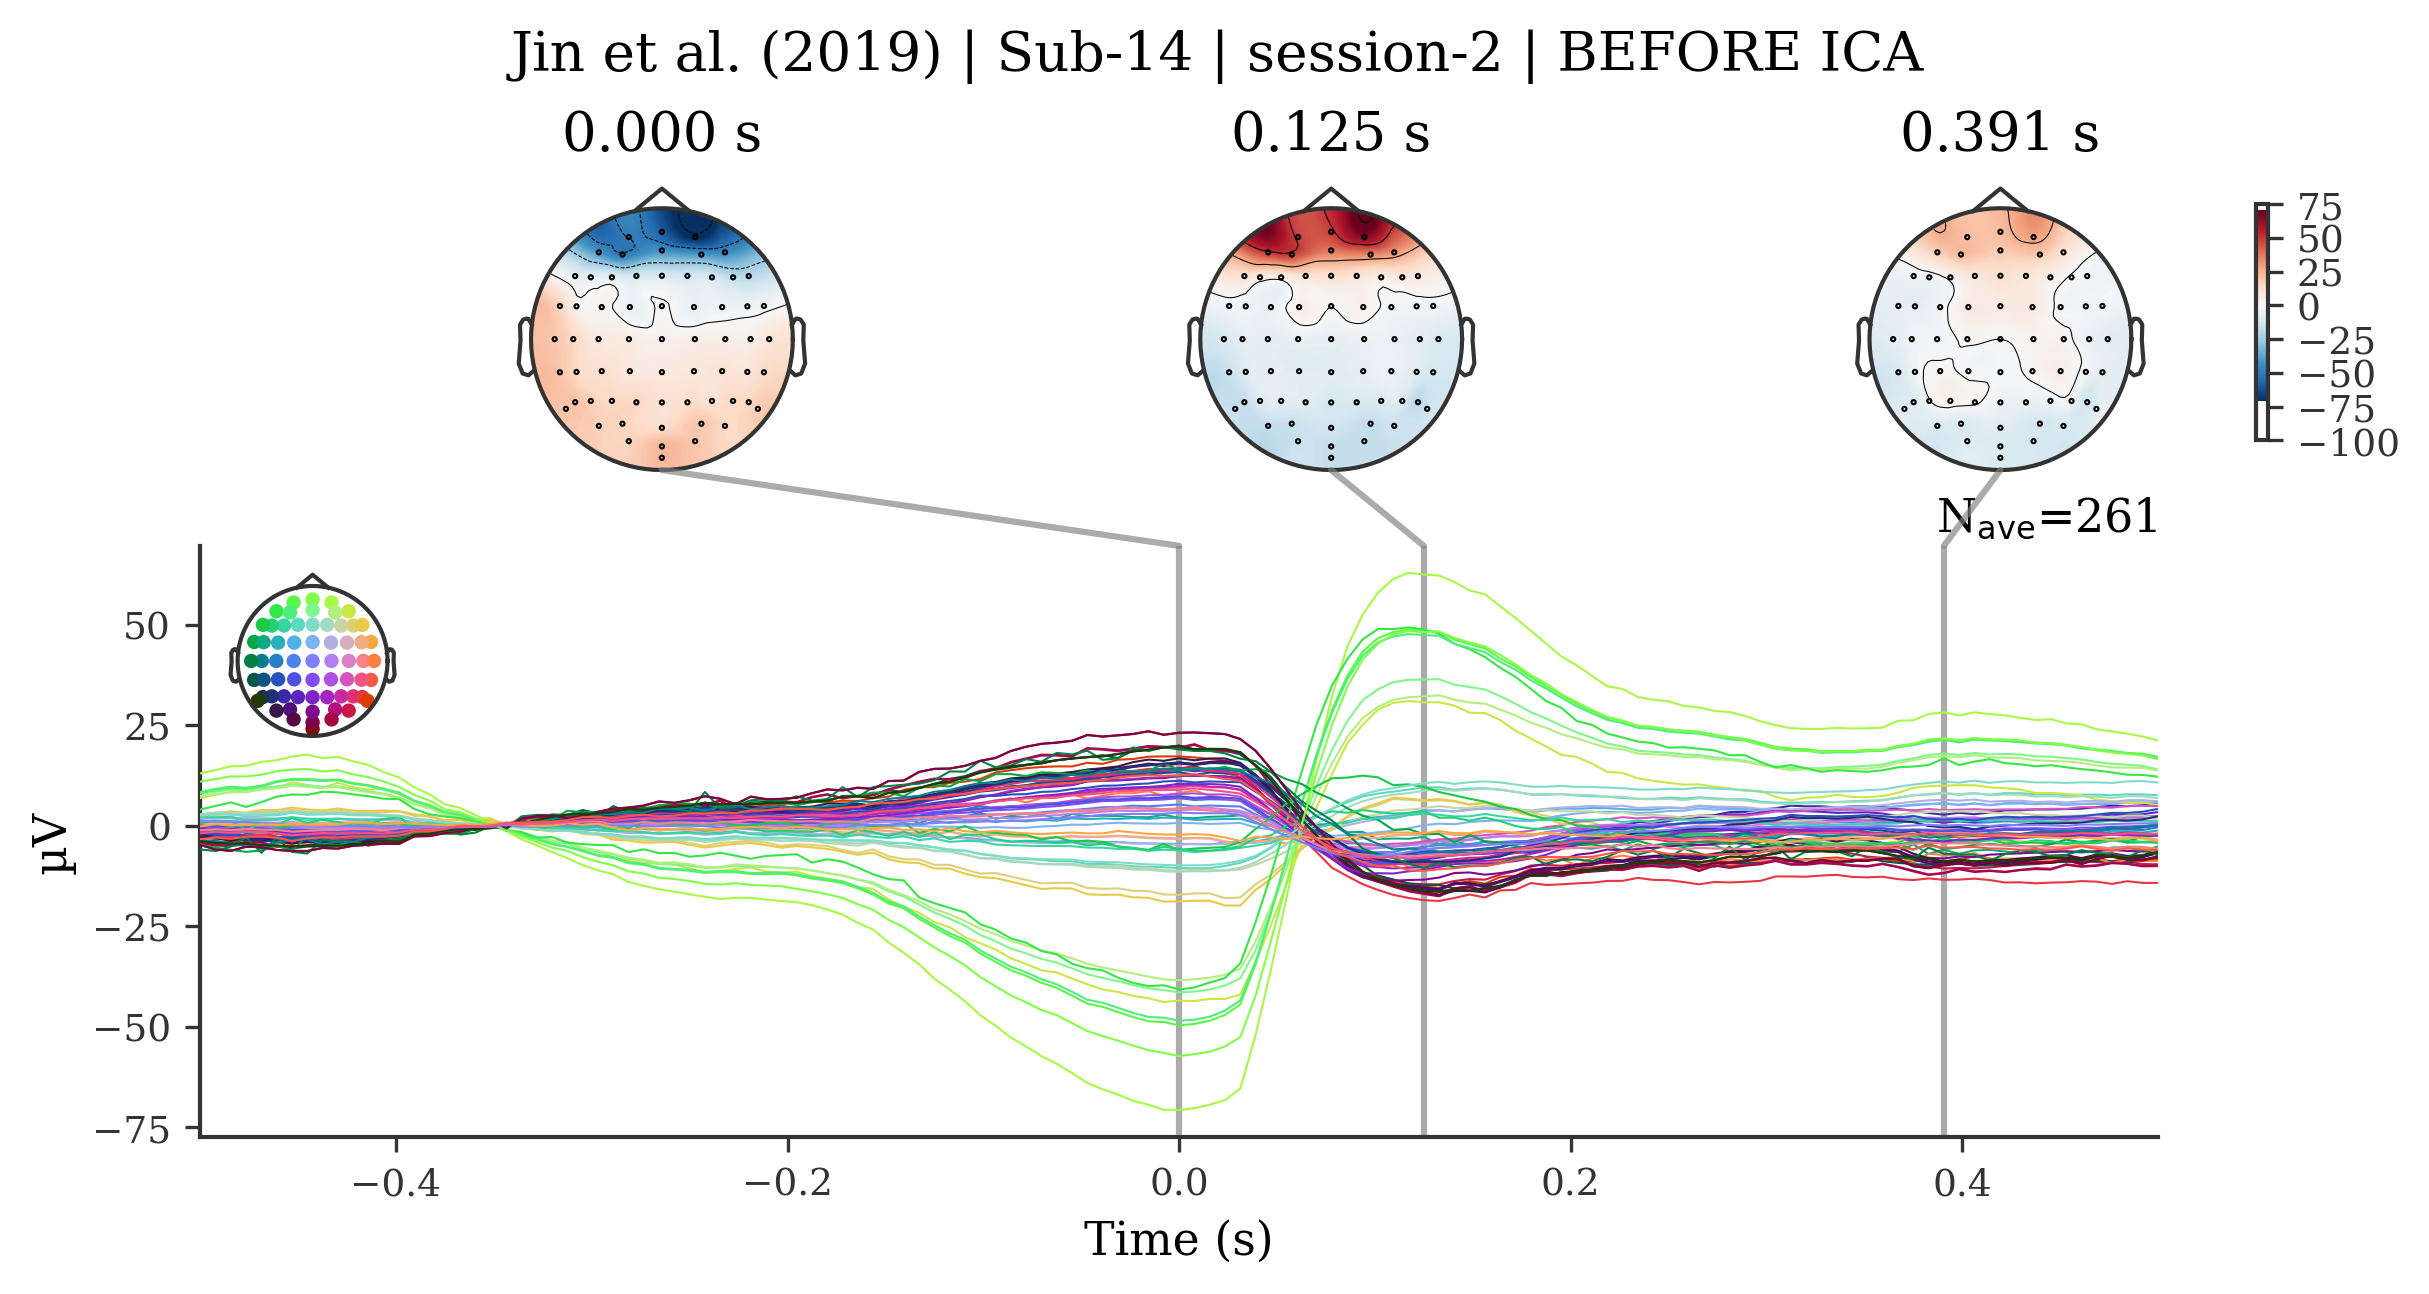 Jin et al. (2019) | Sub-14 | session-2 | BEFORE ICA
0.000 s
0.125 s
0.391 s
75
50
25
0
−25
−50
−75
−100
Nave=261
50
25
0
−25
−50
−75
µV
−0.4
−0.2
0.0
0.2
0.4
Time (s)